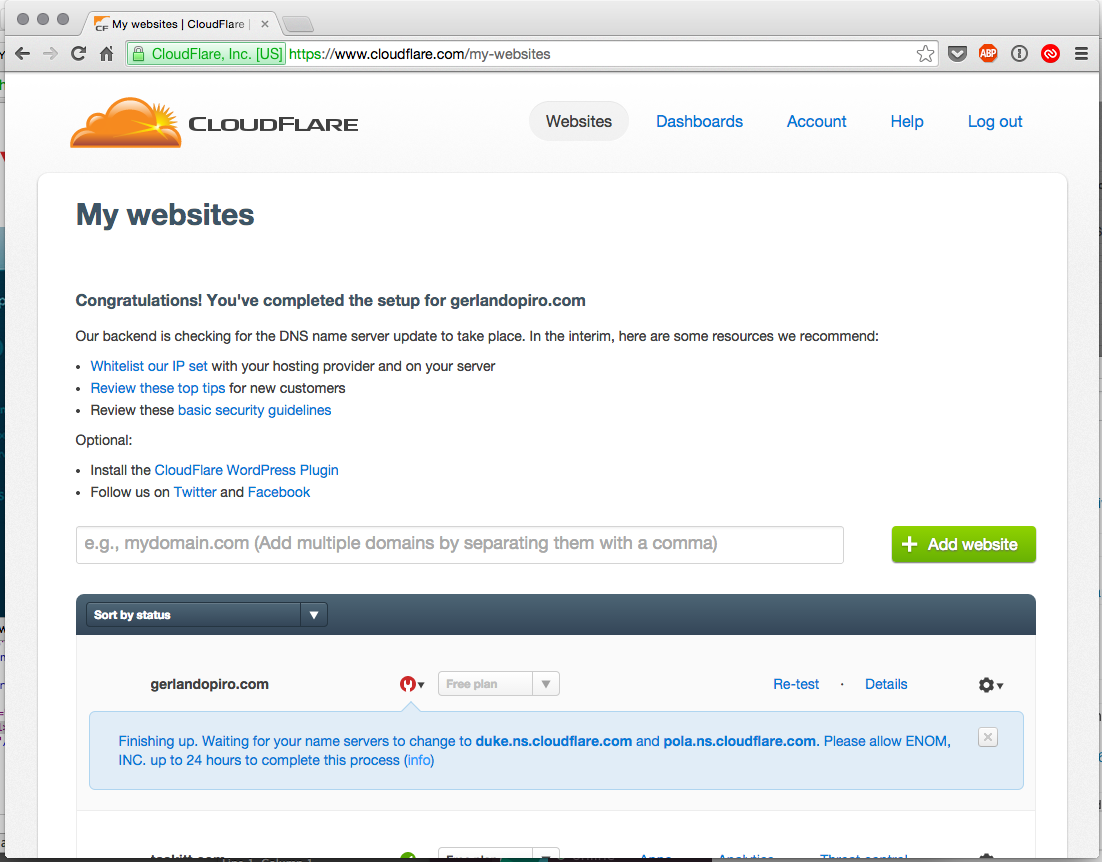 My websites | CloudFlare |
CloudFlare, Inc. [US] https://www.cloudflare.com/my-websites
ABP
CLOUDFLARE
Websites Dashboards Account Help Log out
My websites
Congratulations! You've completed the setup for gerlandopiro.com
Our backend is checking for the DNS name server update to take place. In the interim, here are some resources we recommend:
• Whitelist our IP set with your hosting provider and on your server
• Review these top tips for new customers
• Review these basic security guidelines
Optional:
• Install the CloudFlare WordPress Plugin
• Follow us on Twitter and Facebook
e.g., mydomain.com (Add multiple domains by separating them with a comma)
+ Add website
Sort by status
gerlandopiro.com Free plan Re-test · Details
Finishing up. Waiting for your name servers to change to duke.ns.cloudflare.com and pola.ns.cloudflare.com. Please allow ENOM,
INC. up to 24 hours to complete this process (info)
Free plan Apps Analytics Threat control